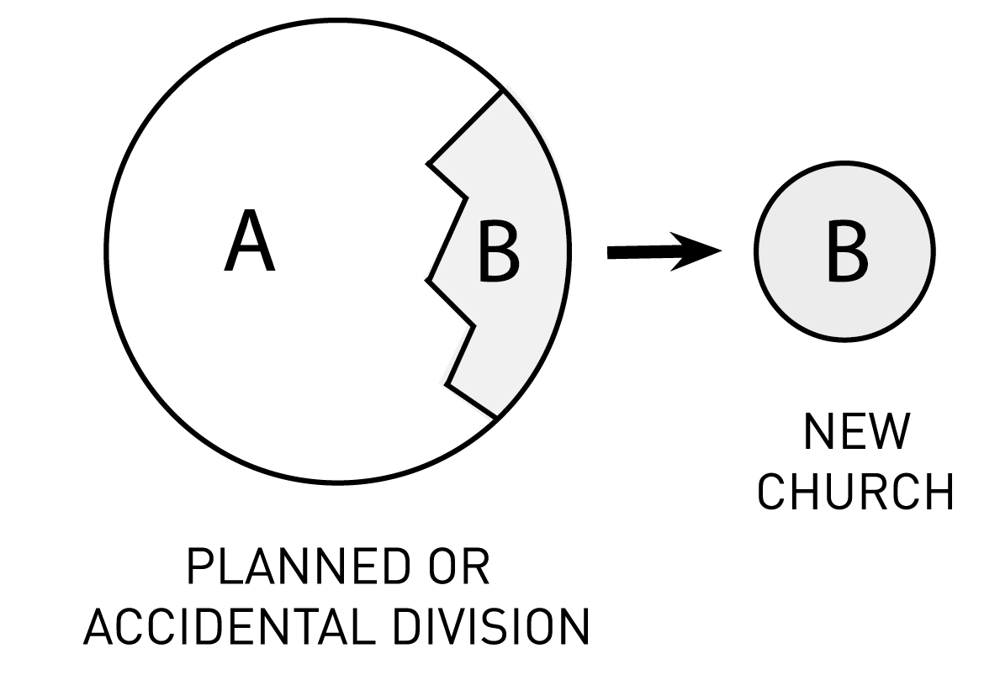 A
B
B
NEW
CHURCH
PLANNED OR
ACCIDENTAL DIVISION